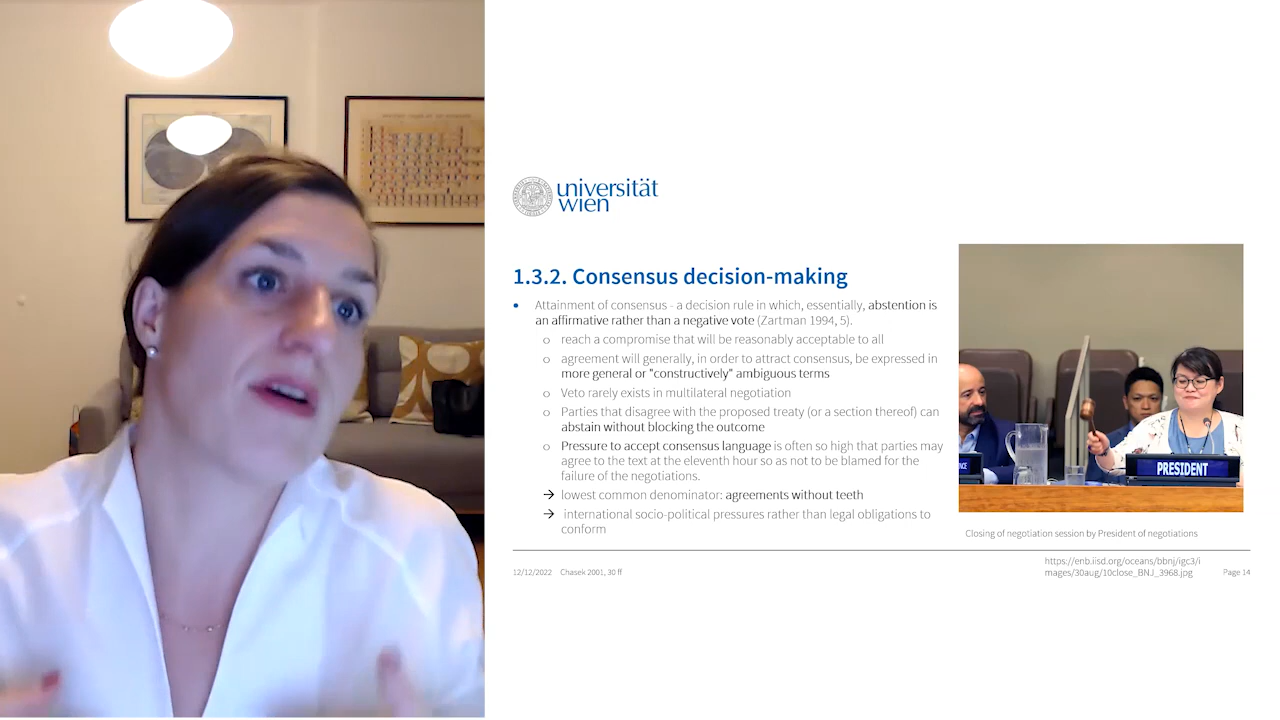 universität
wien
1.3.2. Consensus decision-making
• Attainment of consensus - a decision rule in which, essentially, abstention is
an affirmative rather than a negative vote (Zartman 1994, 5).
o reach a compromise that will be reasonably acceptable to all
o agreement will generally, in order to attract consensus, be expressed in
more general or "constructively" ambiguous terms
o Veto rarely exists in multilateral negotiation
o Parties that disagree with the proposed treaty (or a section thereof) can
abstain without blocking the outcome
o Pressure to accept consensus language is often so high that parties may
agree to the text at the eleventh hour so as not to be blamed for the
failure of the negotiations.
→ lowest common denominator: agreements without teeth
→ international socio-political pressures rather than legal obligations to
conform
PRESIDENT
Closing of negotiation session by President of negotiations
12/12/2022 Chasek 2001, 30 ff
https://enb.iisd.org/oceans/bbnj/igc3/i
mages/30aug/10close_BNJ_3968.jpg
Page 14